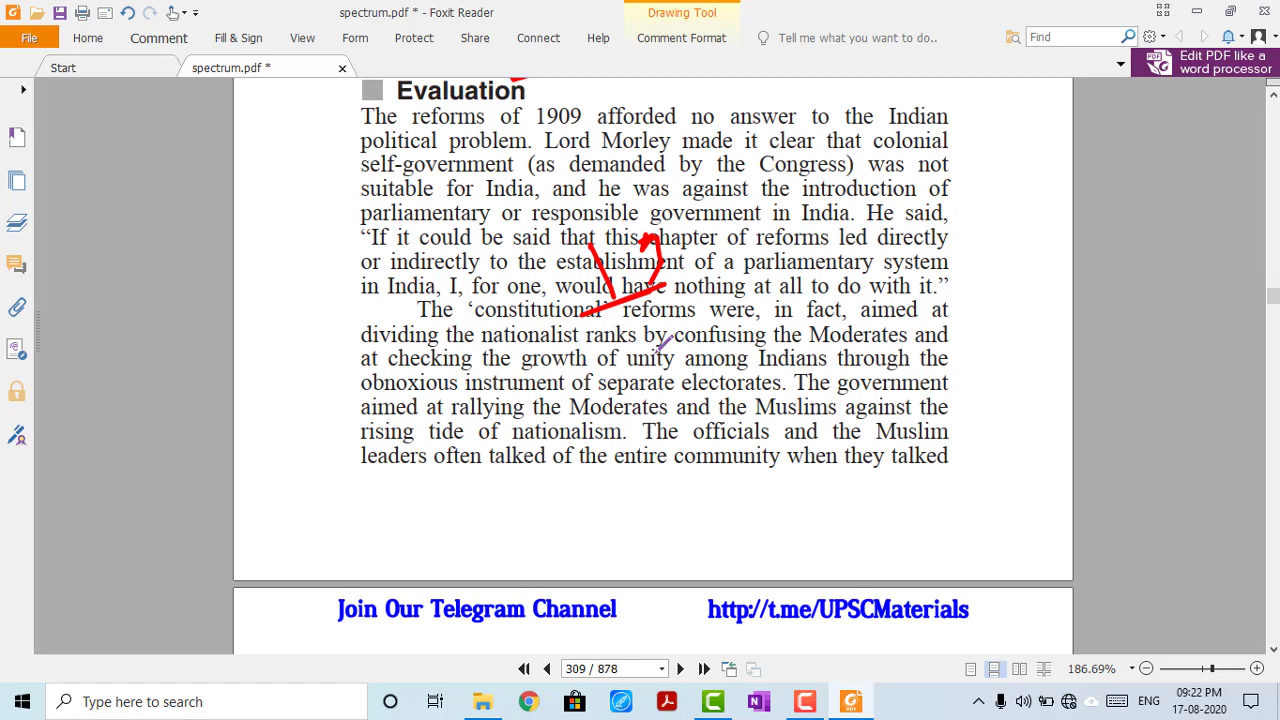 spectrum.pdf * - Foxit Reader
Drawing Tool
File
Home
Comment
Fill & Sign
View
Form
Protect
Share
Connect
Help
Comment Format
Tell me what you want to do..
Find
Start
spectrum.pdf *
Edit PDF like a
word processor
Evaluation
The reforms of 1909 afforded no answer to the Indian
political problem. Lord Morley made it clear that colonial
self-government (as demanded by the Congress) was not
suitable for India, and he was against the introduction of
parliamentary or responsible government in India. He said,
“If it could be said that this chapter of reforms led directly
or indirectly to the establishment of a parliamentary system
in India, I, for one, would have nothing at all to do with it.”
The ‘constitutional’ reforms were, in fact, aimed at
dividing the nationalist ranks by confusing the Moderates and
at checking the growth of unity among Indians through the
obnoxious instrument of separate electorates. The government
aimed at rallying the Moderates and the Muslims against the
rising tide of nationalism. The officials and the Muslim
leaders often talked of the entire community when they talked
Join Our Telegram Channel
http://t.me/UPSCMaterials
309 / 878
186.69%
Type here to search
ENG
09:22 PM
17-08-2020